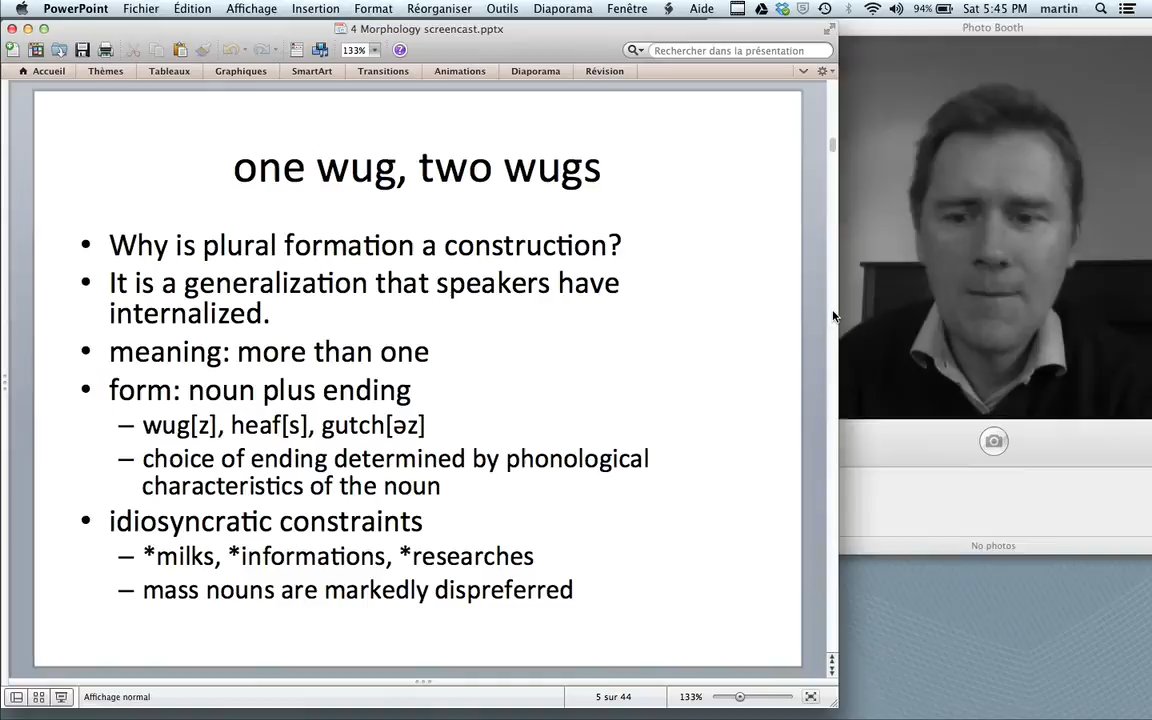 PowerPoint Fichier Édition Affichage Insertion Format Réorganiser Outils Diaporama Fenêtre Aide 94% Sat 5:45 PM martin
4 Morphology screencast.pptx
Photo Booth
133% Rechercher dans la présentation
Accueil Thèmes Tableaux Graphiques SmartArt Transitions Animations Diaporama Révision
one wug, two wugs
• Why is plural formation a construction?
• It is a generalization that speakers have
internalized.
• meaning: more than one
• form: noun plus ending
– wug[z], heaf[s], gutch[əz]
– choice of ending determined by phonological
characteristics of the noun
• idiosyncratic constraints
– *milks, *informations, *researches
– mass nouns are markedly dispreferred
No photos
Affichage normal 5 sur 44 133%